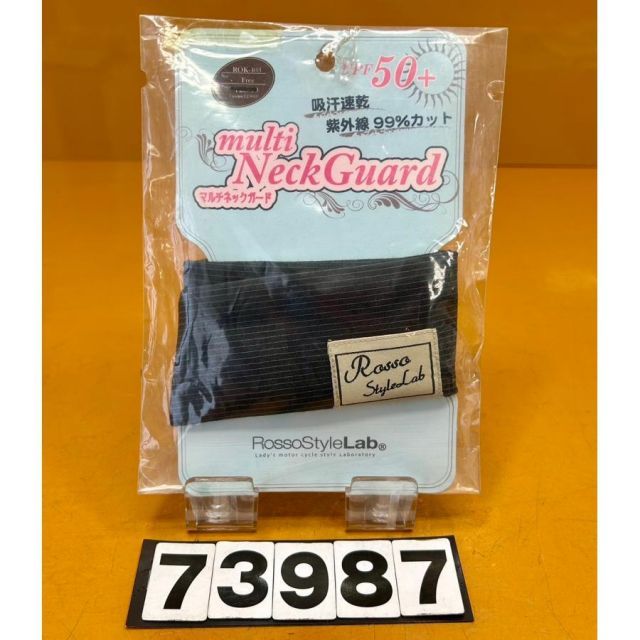 ROK-103
Free
UPF50+
吸汗速乾
紫外線99%カット
multi
NeckGuard
マルチネックガード
Rosso
StyleLab
RossoStyleLab®
Lady's motor cycle style Laboratory
73987